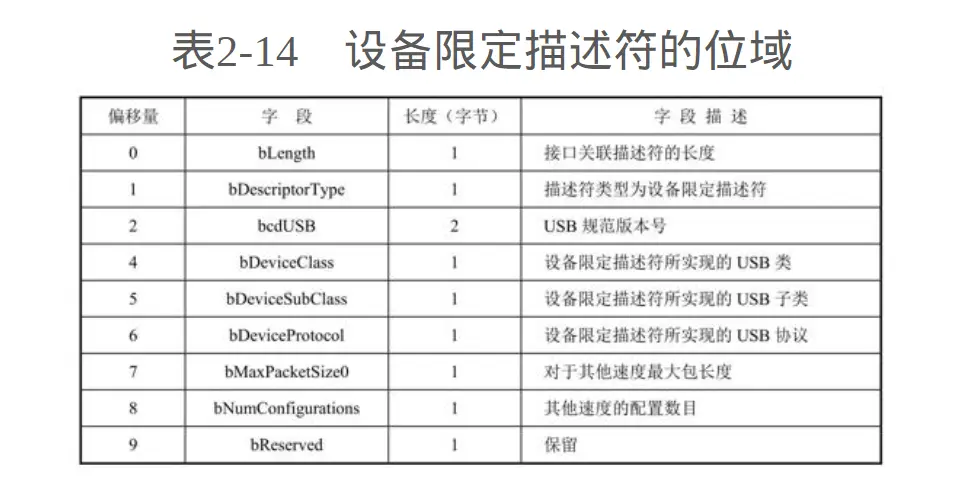 表2-14 设备限定描述符的位域
偏移量 字 段 长度（字节） 字 段 描 述
0 bLength 1 接口关联描述符的长度
1 bDescriptorType 1 描述符类型为设备限定描述符
2 bcdUSB 2 USB 规范版本号
4 bDeviceClass 1 设备限定描述符所实现的 USB 类
5 bDeviceSubClass 1 设备限定描述符所实现的 USB 子类
6 bDeviceProtocol 1 设备限定描述符所实现的 USB 协议
7 bMaxPacketSize0 1 对于其他速度最大包长度
8 bNumConfigurations 1 其他速度的配置数目
9 bReserved 1 保留